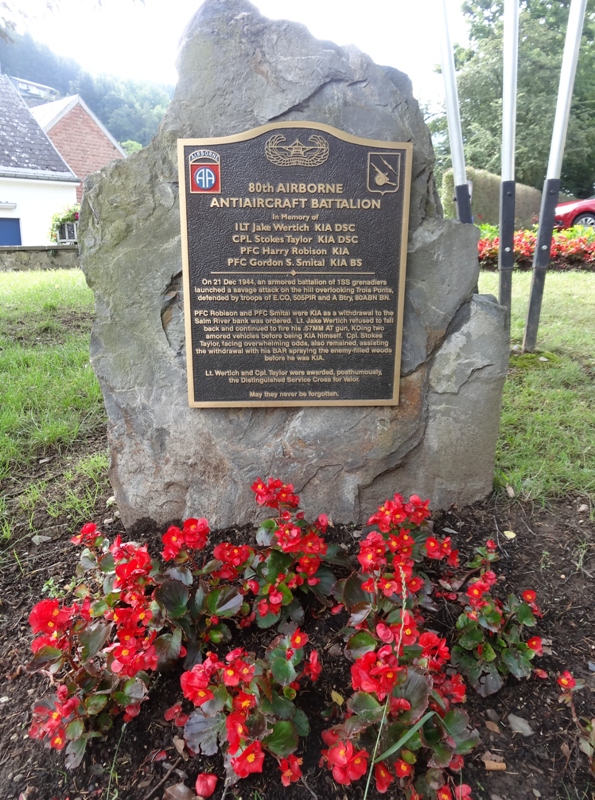 AIRBORNE
AA
80th AIRBORNE
ANTIAIRCRAFT BATTALION
In Memory of
1LT Jake Wertich KIA DSC
CPL Stokes Taylor KIA DSC
PFC Harry Robison KIA
PFC Gordon S. Smital KIA BS
On 21 Dec 1944, an armored battalion of 1SS grenadiers
launched a savage attack on the hill overlooking Trois Ponts,
defended by troops of E.CO, 505PIR and A Btry, 80ABN BN.
PFC Robison and PFC Smital were KIA as a withdrawal to the
Salm River bank was ordered. Lt. Jake Wertich refused to fall
back and continued to fire his .57MM AT gun, KOing two
amored vehicles before being KIA himself. Cpl. Stokes
Taylor, facing overwhelming odds, also remained, assisting
the withdrawal with his BAR spraying the enemy-filled woods
before he was KIA.
Lt. Wertich and Cpl. Taylor were awarded, posthumously,
the Distinguished Service Cross for Valor.
May they never be forgotten.